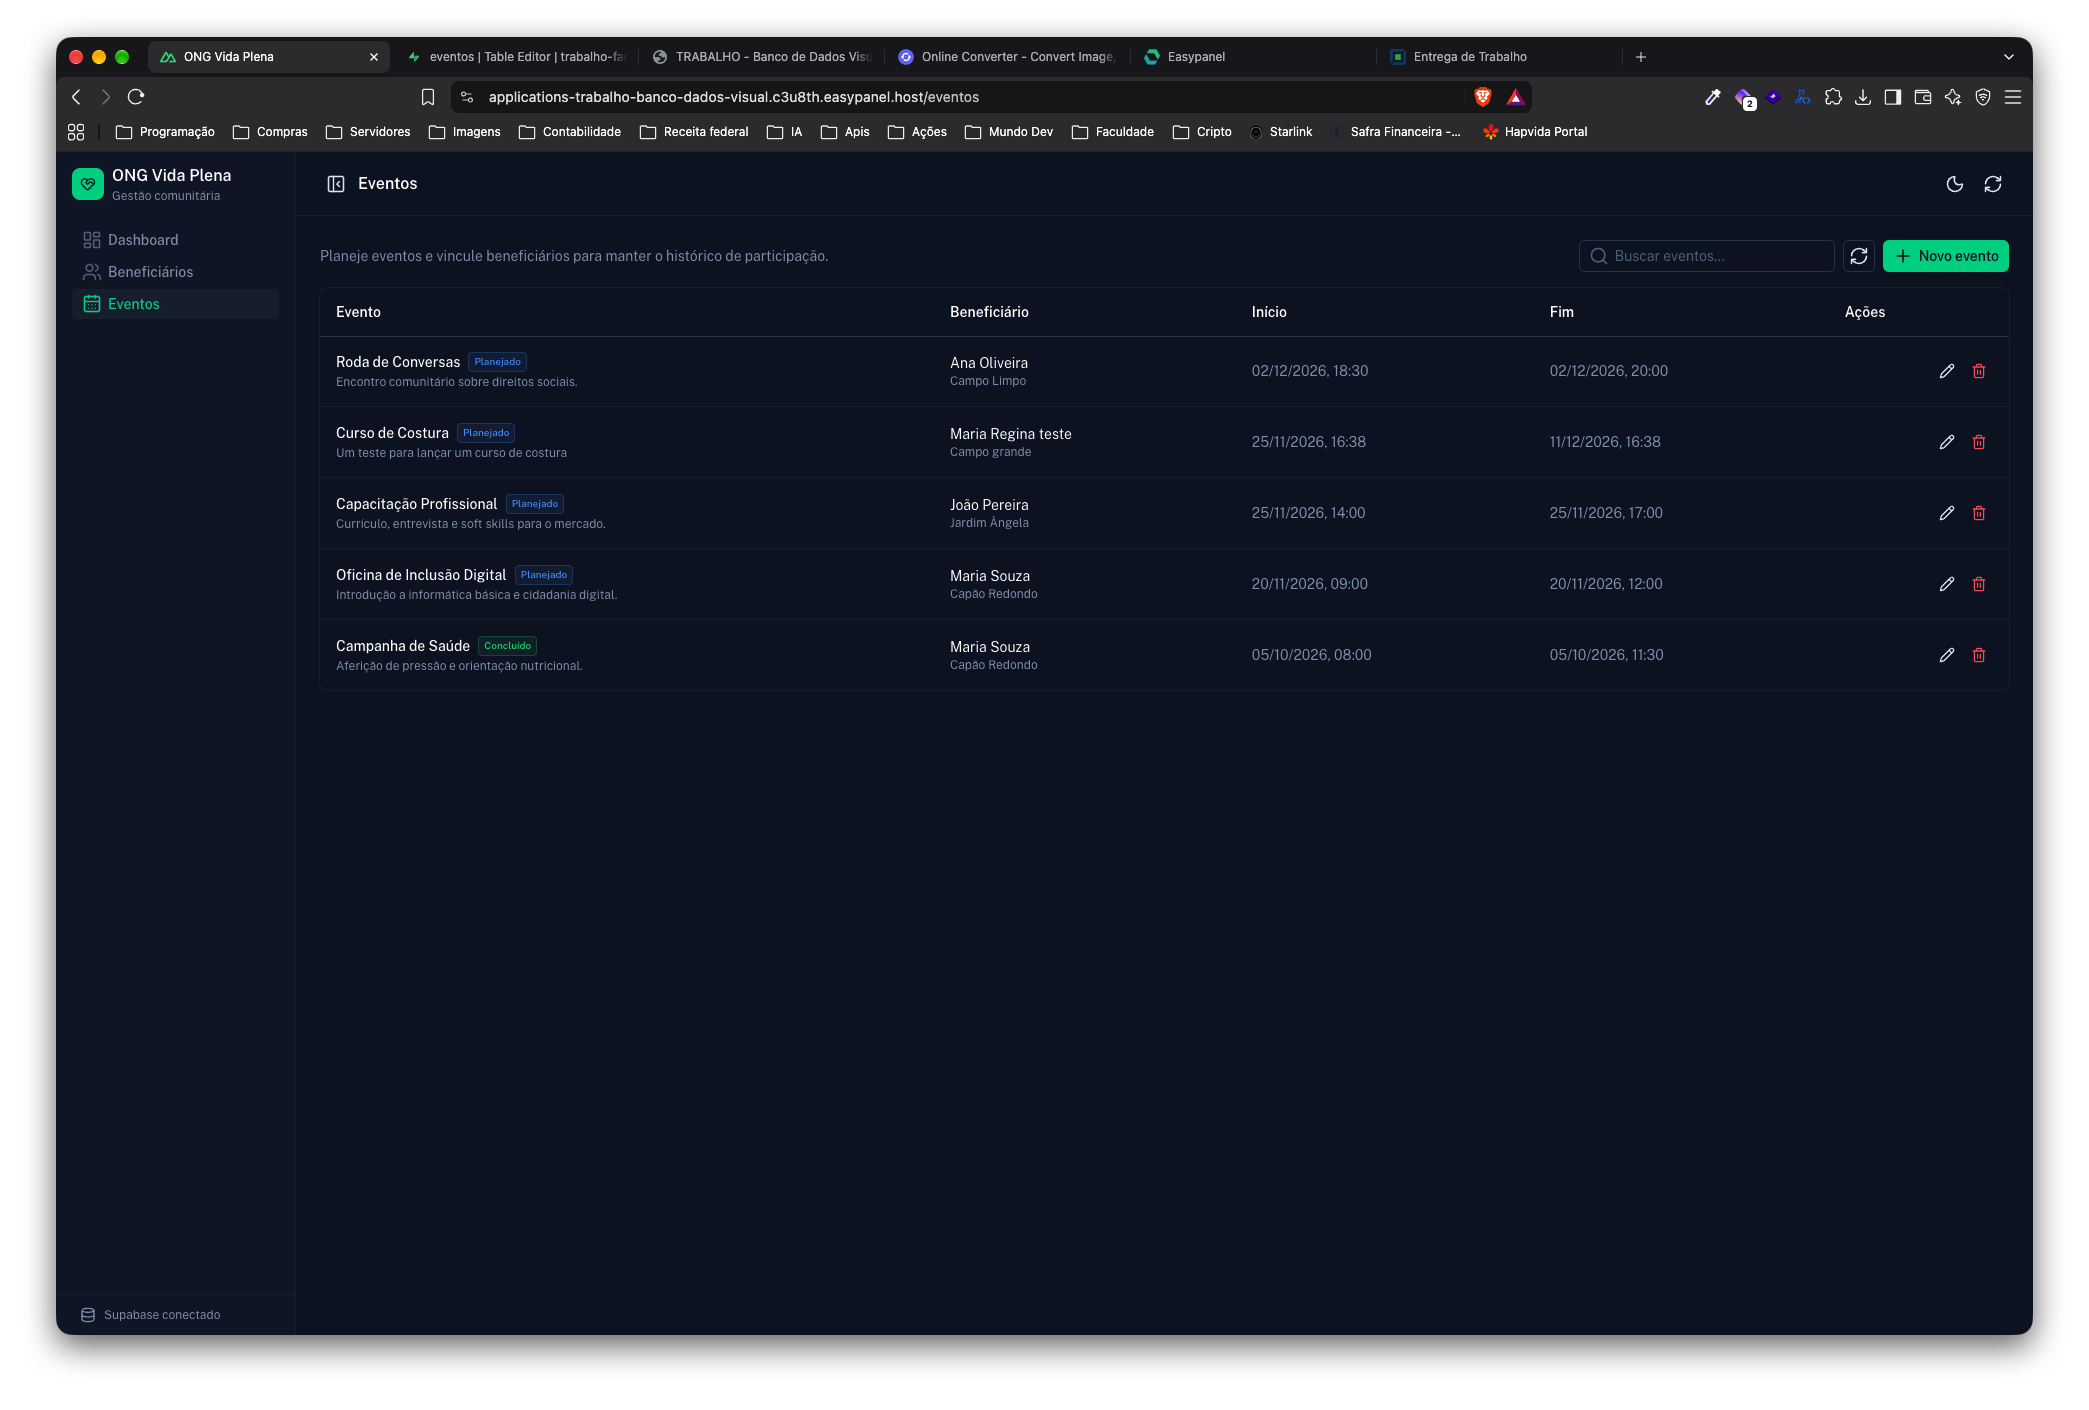 ONG Vida Plena
eventos | Table Editor | trabalho-fac
TRABALHO - Banco de Dados Visu
Online Converter - Convert Image,
Easypanel
Entrega de Trabalho
applications-trabalho-banco-dados-visual.c3u8th.easypanel.host/eventos
2
Programação
Compras
Servidores
Imagens
Contabilidade
Receita federal
IA
Apis
Ações
Mundo Dev
Faculdade
Cripto
Starlink
Safra Financeira -...
Hapvida Portal
ONG Vida Plena
Gestão comunitária
Dashboard
Beneficiários
Eventos
Supabase conectado
Eventos
Planeje eventos e vincule beneficiários para manter o histórico de participação.
Buscar eventos...
Novo evento
Evento Beneficiário Início Fim Ações
Roda de Conversas Planejado
Encontro comunitário sobre direitos sociais.
Ana Oliveira
Campo Limpo
02/12/2026, 18:30
02/12/2026, 20:00
Curso de Costura Planejado
Um teste para lançar um curso de costura
Maria Regina teste
Campo grande
25/11/2026, 16:38
11/12/2026, 16:38
Capacitação Profissional Planejado
Currículo, entrevista e soft skills para o mercado.
João Pereira
Jardim Ângela
25/11/2026, 14:00
25/11/2026, 17:00
Oficina de Inclusão Digital Planejado
Introdução a informática básica e cidadania digital.
Maria Souza
Capão Redondo
20/11/2026, 09:00
20/11/2026, 12:00
Campanha de Saúde Concluído
Aferição de pressão e orientação nutricional.
Maria Souza
Capão Redondo
05/10/2026, 08:00
05/10/2026, 11:30